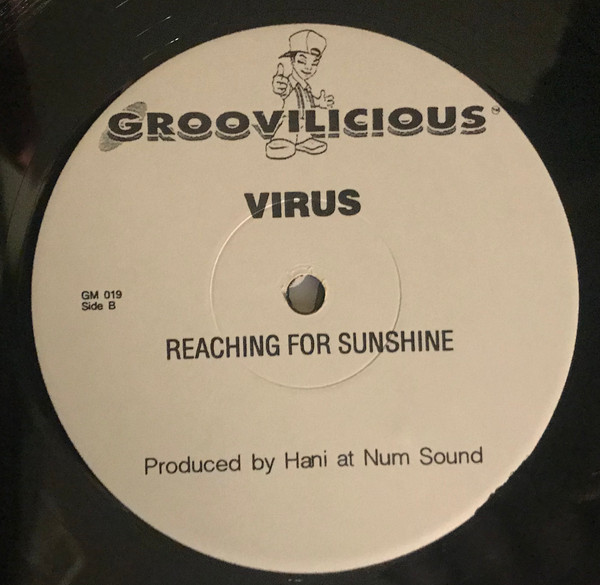 GROOVILICIOUS
VIRUS
GM 019
Side B
REACHING FOR SUNSHINE
Produced by Hani at Num Sound